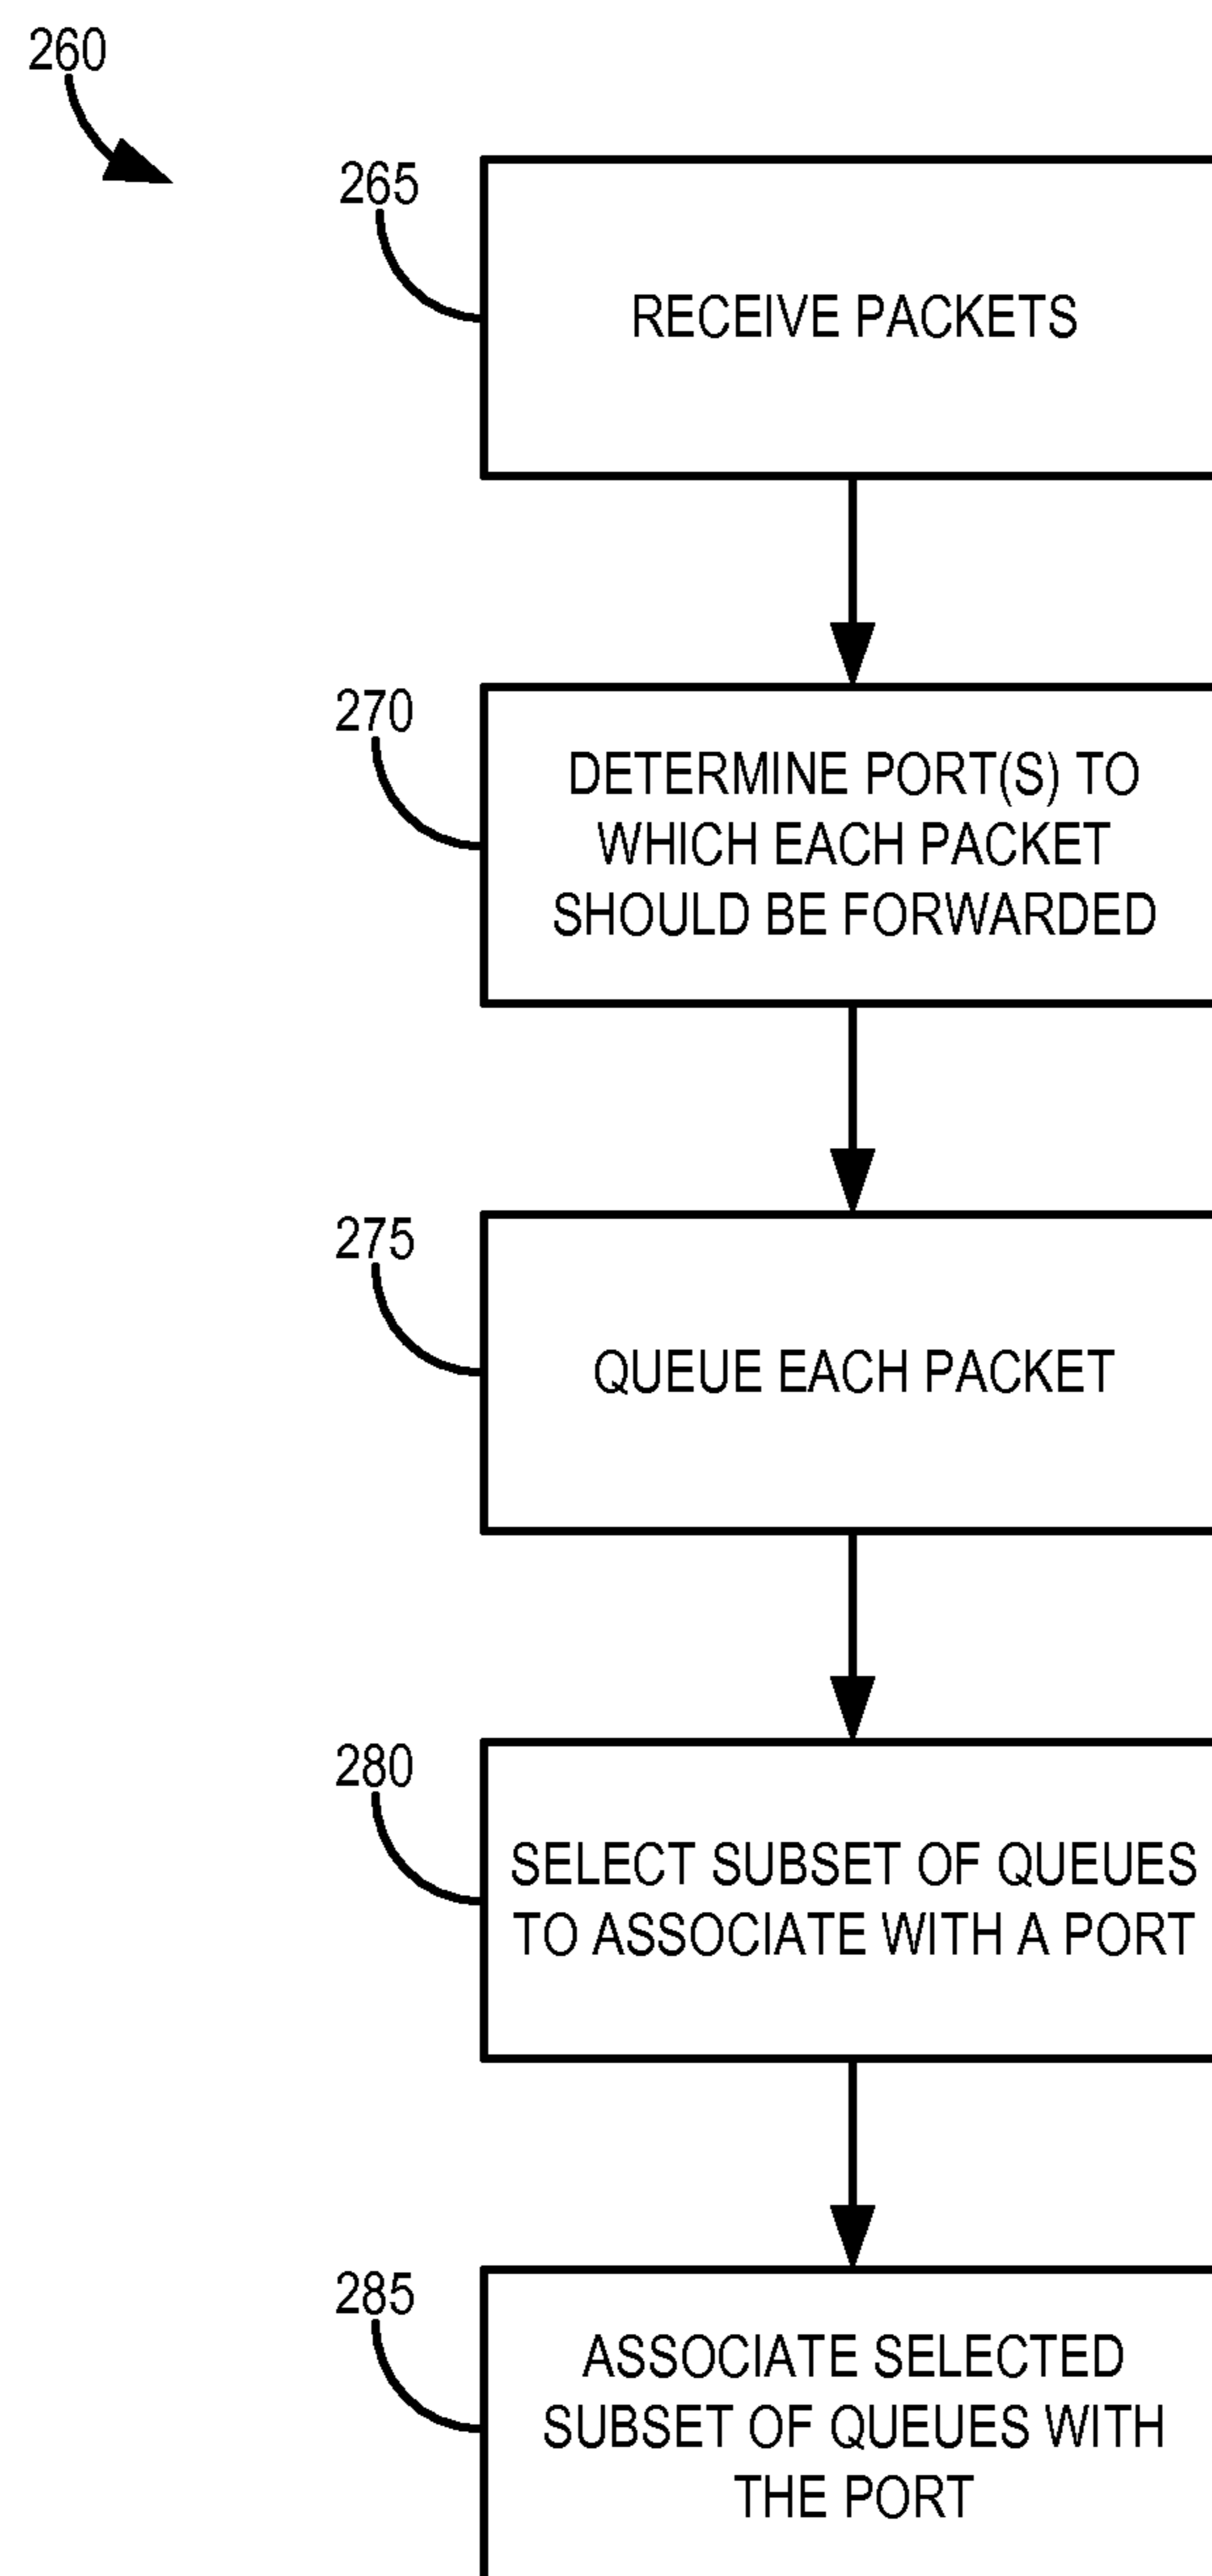 260
265
RECEIVE PACKETS
270
DETERMINE PORT(S) TO
WHICH EACH PACKET
SHOULD BE FORWARDED
275
QUEUE EACH PACKET
280
SELECT SUBSET OF QUEUES
TO ASSOCIATE WITH A PORT
285
ASSOCIATE SELECTED
SUBSET OF QUEUES WITH
THE PORT